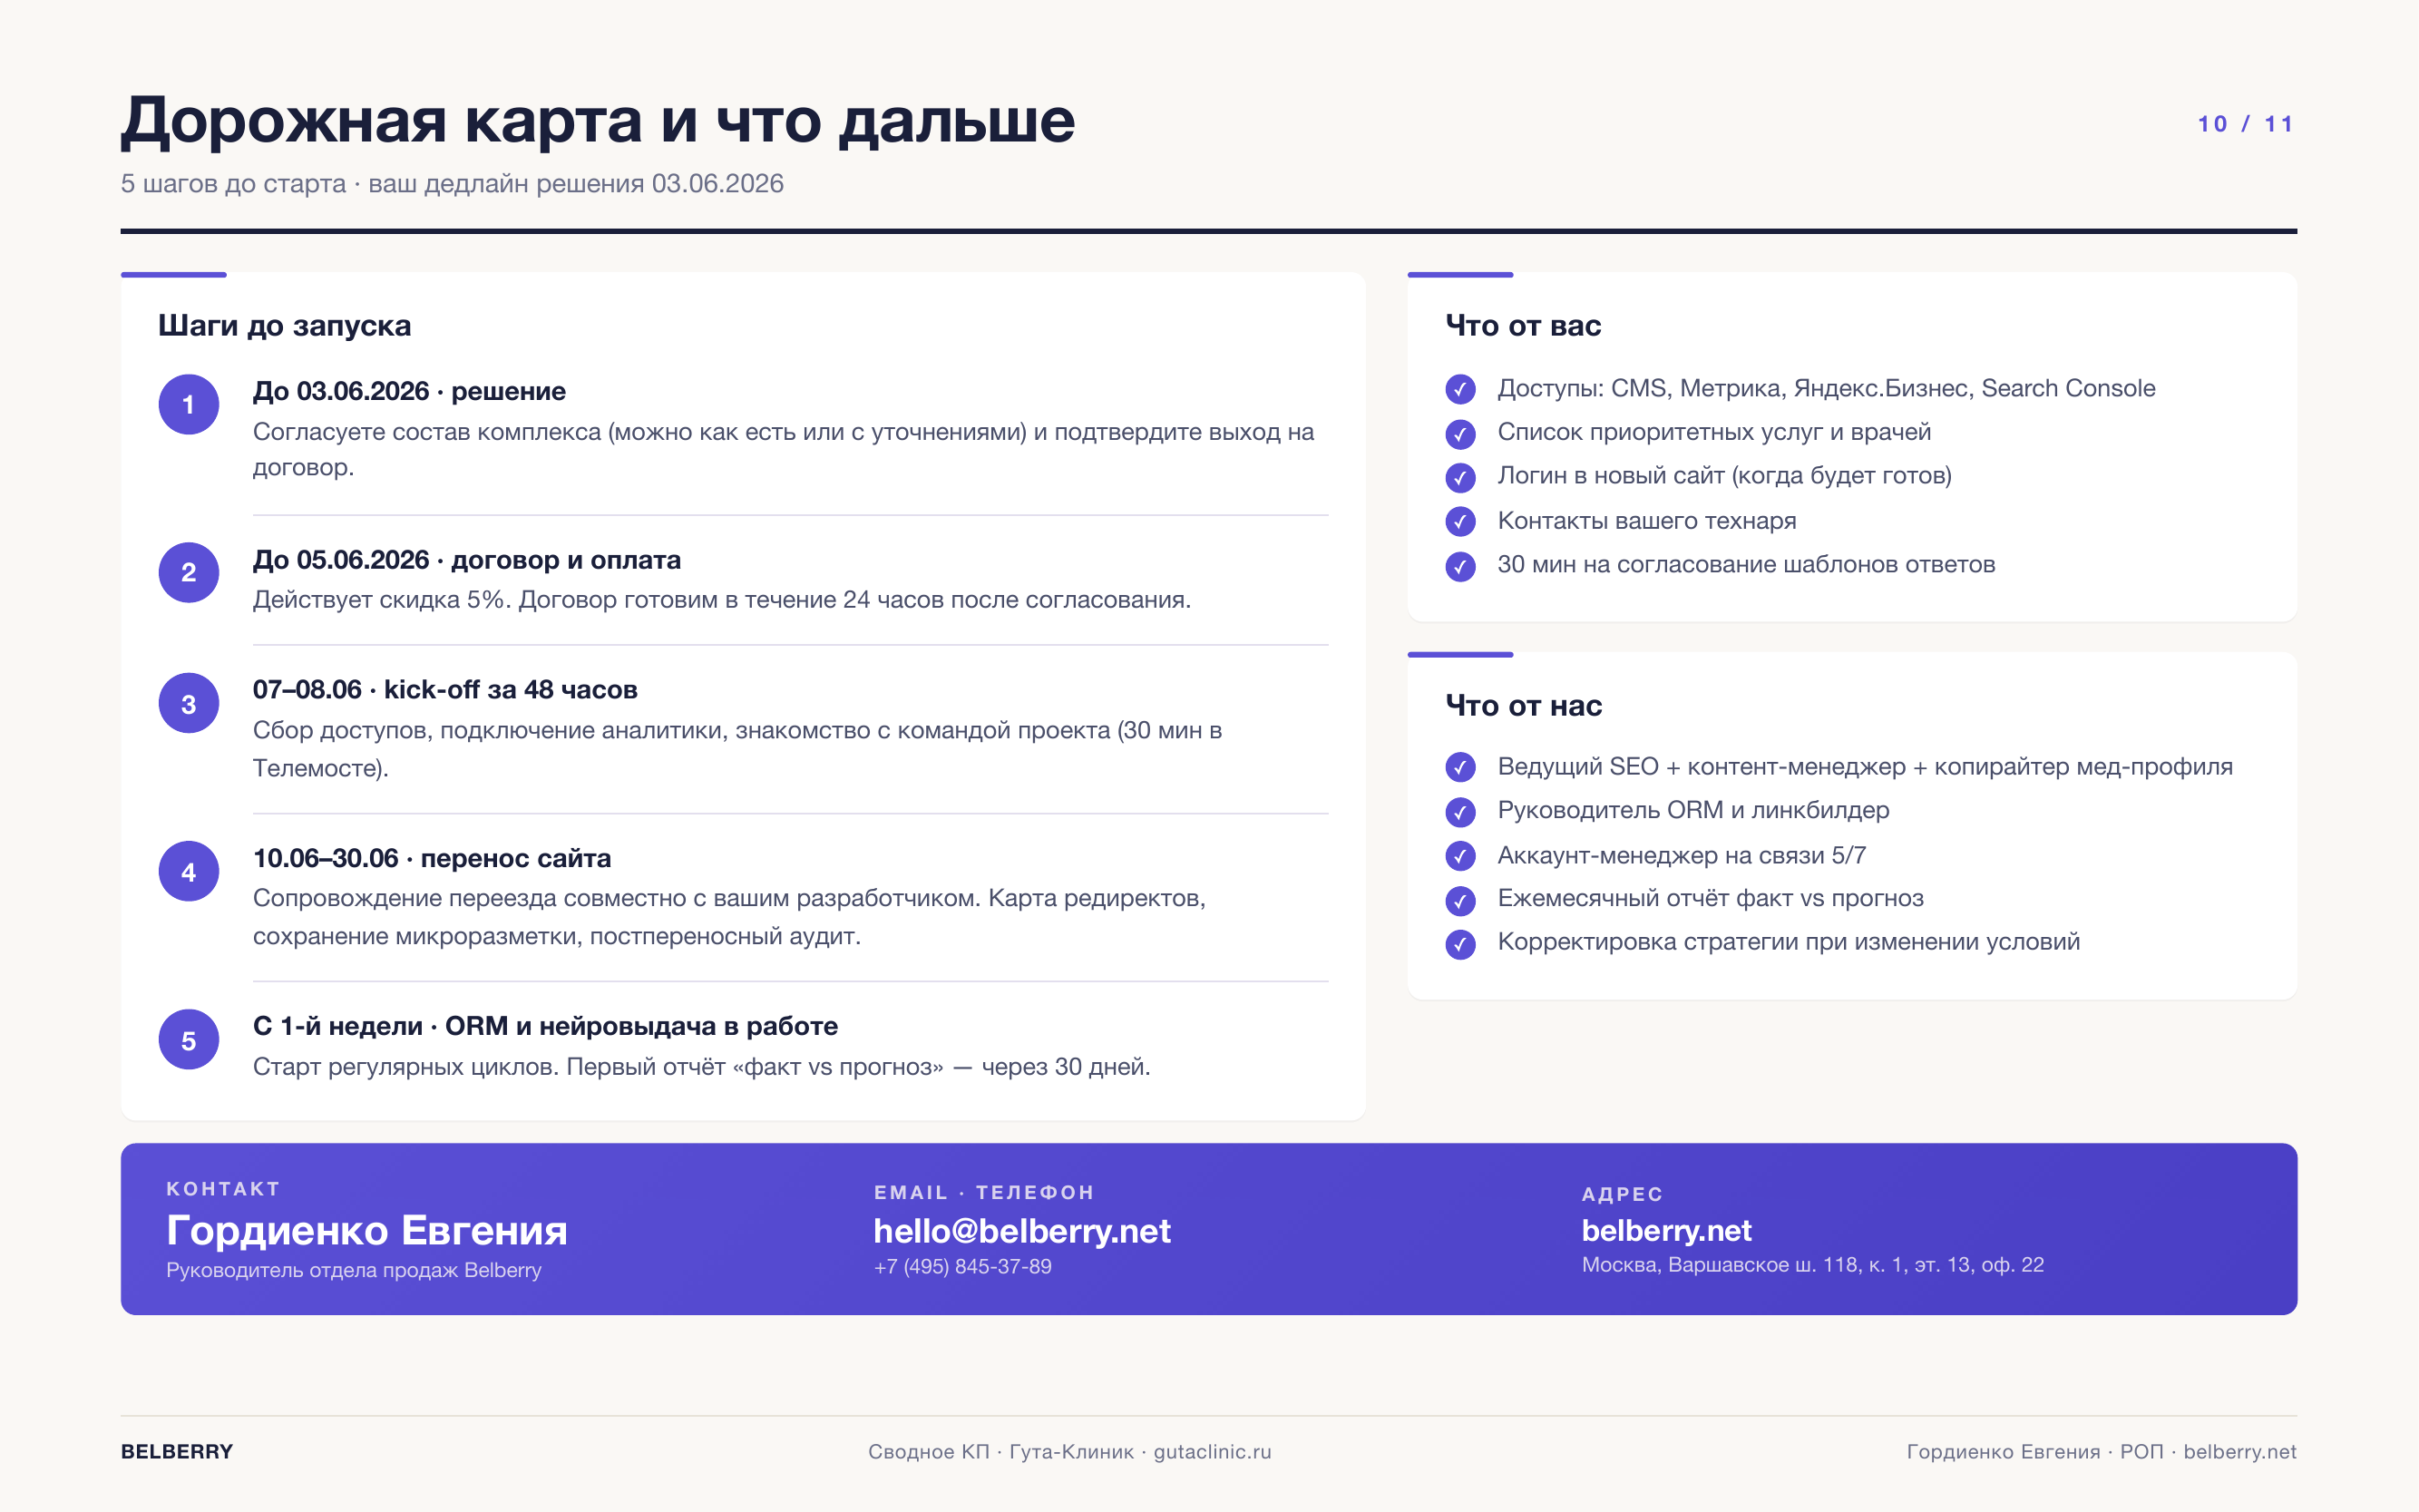 Дорожная карта и что дальше
10 / 11
5 шагов до старта · ваш дедлайн решения 03.06.2026
Шаги до запуска
1
До 03.06.2026 · решение
Согласуете состав комплекса (можно как есть или с уточнениями) и подтвердите выход на
договор.
2
До 05.06.2026 · договор и оплата
Действует скидка 5%. Договор готовим в течение 24 часов после согласования.
3
07–08.06 · kick-off за 48 часов
Сбор доступов, подключение аналитики, знакомство с командой проекта (30 мин в
Телемосте).
4
10.06–30.06 · перенос сайта
Сопровождение переезда совместно с вашим разработчиком. Карта редиректов,
сохранение микроразметки, постпереносный аудит.
5
С 1-й недели · ORM и нейровыдача в работе
Старт регулярных циклов. Первый отчёт «факт vs прогноз» — через 30 дней.
Что от вас
✓ Доступы: CMS, Метрика, Яндекс.Бизнес, Search Console
✓ Список приоритетных услуг и врачей
✓ Логин в новый сайт (когда будет готов)
✓ Контакты вашего технаря
✓ 30 мин на согласование шаблонов ответов
Что от нас
✓ Ведущий SEO + контент-менеджер + копирайтер мед-профиля
✓ Руководитель ORM и линкбилдер
✓ Аккаунт-менеджер на связи 5/7
✓ Ежемесячный отчёт факт vs прогноз
✓ Корректировка стратегии при изменении условий
КОНТАКТ
Гордиенко Евгения
Руководитель отдела продаж Belberry
EMAIL · ТЕЛЕФОН
hello@belberry.net
+7 (495) 845-37-89
АДРЕС
belberry.net
Москва, Варшавское ш. 118, к. 1, эт. 13, оф. 22
BELBERRY
Сводное КП · Гута-Клиник · gutaclinic.ru
Гордиенко Евгения · РОП · belberry.net